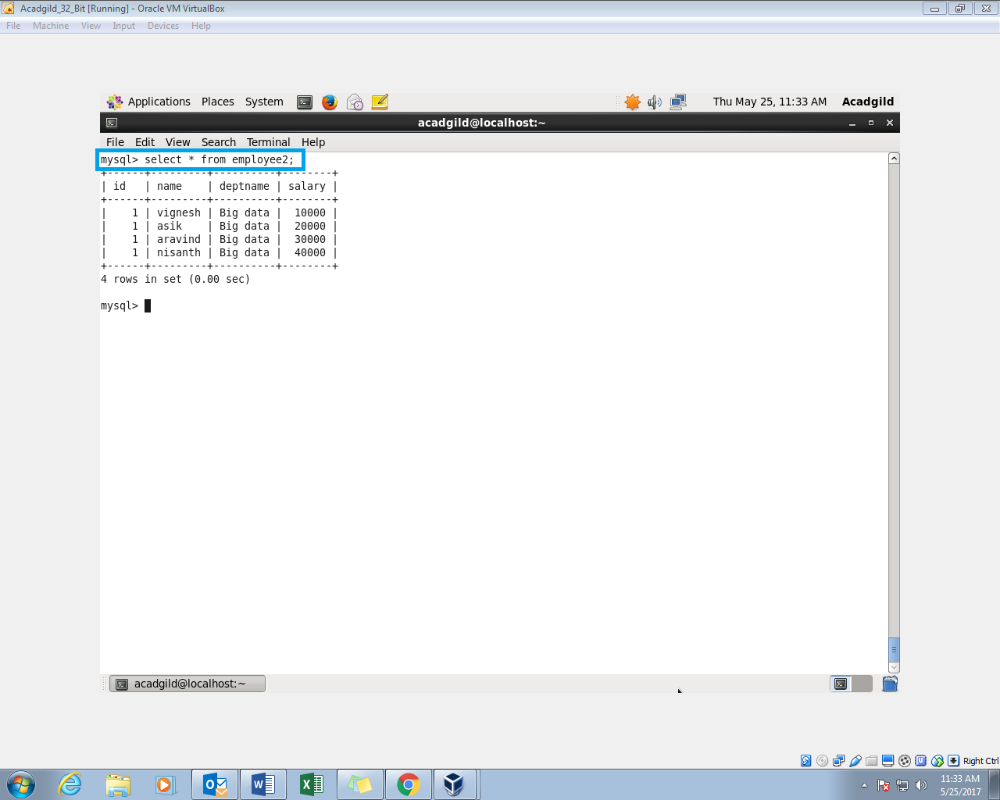 Acadgild_32_Bit [Running] - Oracle VM VirtualBox
File Machine View Input Devices Help
Applications Places System Thu May 25, 11:33 AM Acadgild
acadgild@localhost:~
File Edit View Search Terminal Help
mysql> select * from employee2;
+------+---------+----------+--------+
| id   | name    | deptname | salary |
+------+---------+----------+--------+
|    1 | vignesh | Big data |  10000 |
|    1 | asik    | Big data |  20000 |
|    1 | aravind | Big data |  30000 |
|    1 | nisanth | Big data |  40000 |
+------+---------+----------+--------+
4 rows in set (0.00 sec)
mysql>
acadgild@localhost:~
Right Ctrl
11:33 AM
5/25/2017